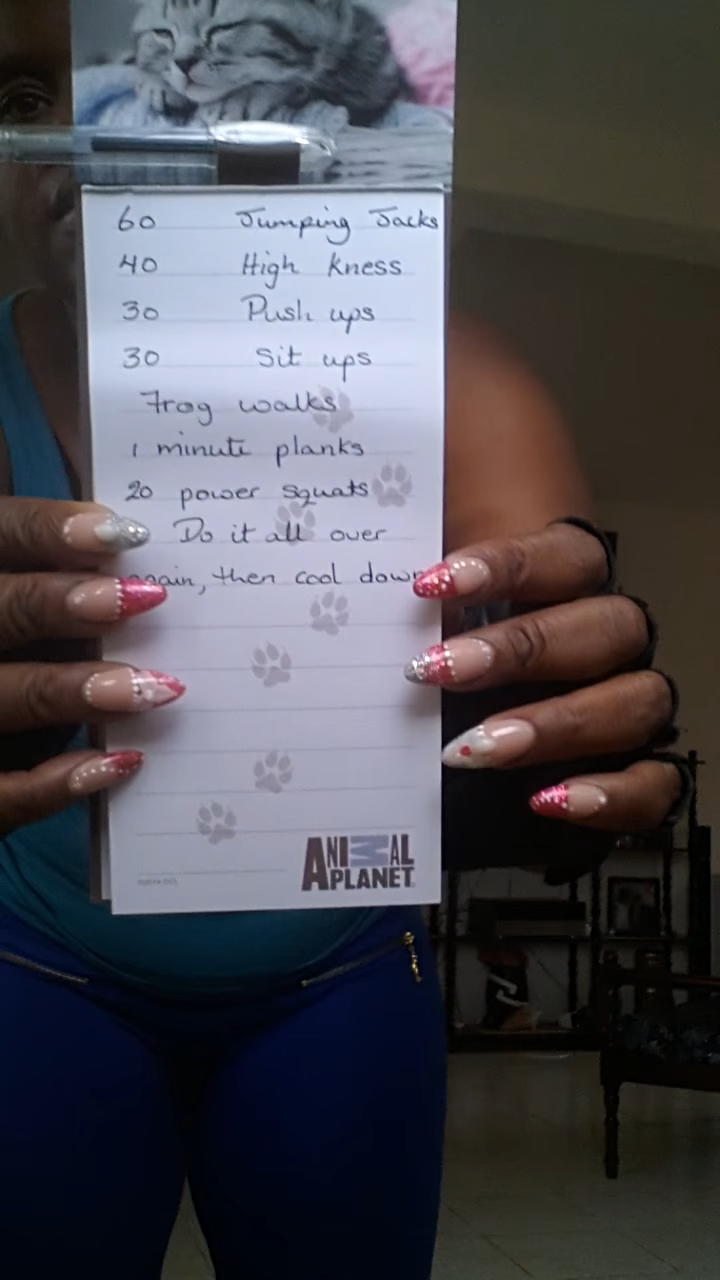 60 Jumping Jacks
40 High kness
30 Push ups
30 Sit ups
Frog walks
1 minute planks
20 power squats
Do it all over
again, then cool down
ANIMAL
PLANET